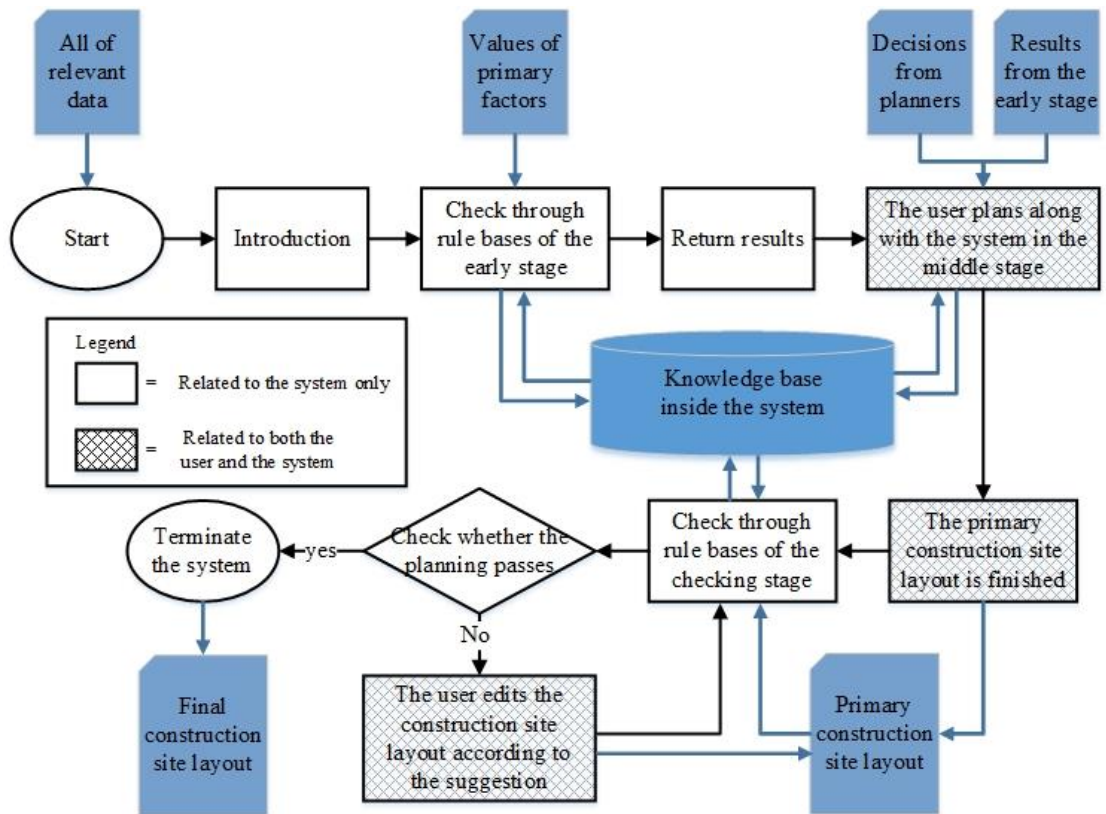 All of
relevant
data
Values of
primary
factors
Decisions
from
planners
Results
from the
early stage
Start
Introduction
Check through
rule bases of the
early stage
Return results
The user plans along
with the system in the
middle stage
Legend
= Related to the system only
= Related to both the
user and the system
Knowledge base
inside the system
Terminate
the system
yes
Check whether the
planning passes
Check through
rule bases of the
checking stage
The primary
construction site
layout is finished
No
Final
construction
site layout
The user edits the
construction site
layout according to
the suggestion
Primary
construction
site layout